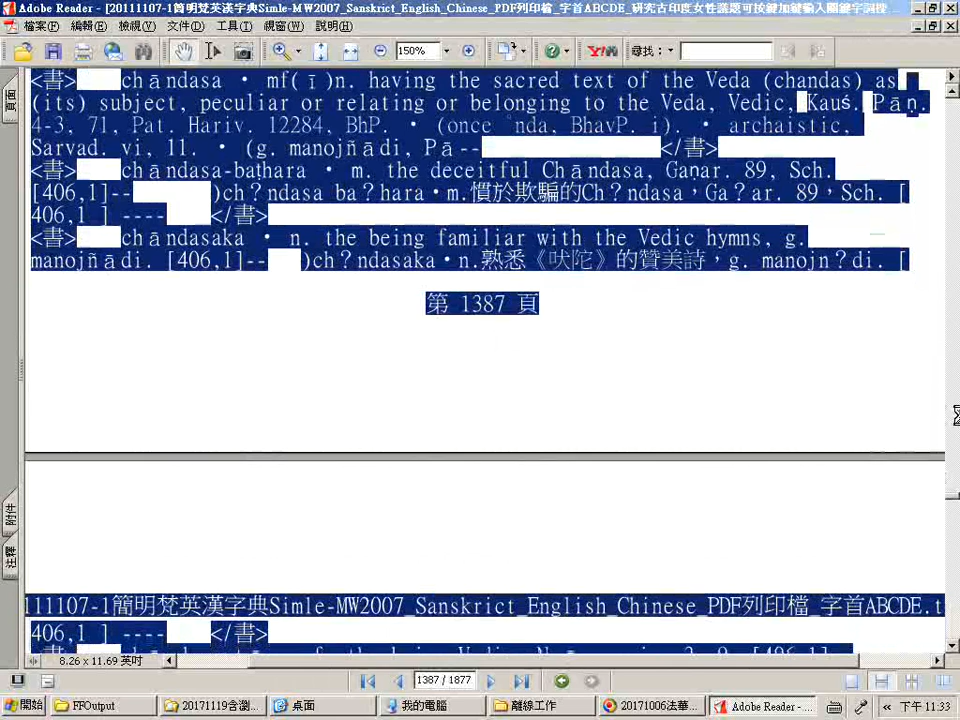 Adobe Reader - [20111107-1簡明梵英漢字典Simle-MW2007_Sanskrict_English_Chinese_PDF列印檔_字首ABCDE_研究古印度女性議題可按加鍵輸入關鍵字詞搜
檔案(F) 編輯(E) 檢視(V) 文件(D) 工具(T) 視窗(W) 說明(H)
150% Y! 尋找：
頁面
<書> chāndasa • mf(ī)n. having the sacred text of the Veda (chandas) as
(its) subject, peculiar or relating or belonging to the Veda, Vedic, Kauś. Pāṇ.
4-3, 71, Pat. Hariv. 12284, BhP. • (once °nda, BhavP. i). • archaistic,
Sarvad. vi, 11. • (g. manojñādi, Pā-- </書>
<書> chāndasa-baṭhara • m. the deceitful Chāndasa, Gaṇar. 89, Sch.
[406,1]-- )ch?ndasa ba?hara•m.慣於欺騙的Ch?ndasa，Ga?ar. 89，Sch. [
406,1 ] ---- </書>
<書> chāndasaka • n. the being familiar with the Vedic hymns, g.
manojñādi. [406,1]-- )ch?ndasaka•n.熟悉《吠陀》的贊美詩，g. manojn?di. [
第 1387 頁
附件
注釋
111107-1簡明梵英漢字典Simle-MW2007_Sanskrict_English_Chinese_PDF列印檔_字首ABCDE.t
406,1 ] ---- </書>
8.26 x 11.69 英吋
1387 / 1877
開始 FFOutput 20171119含瀏... 桌面 我的電腦 離線工作 20171006法華... Adobe Reader - ... 下午 11:33